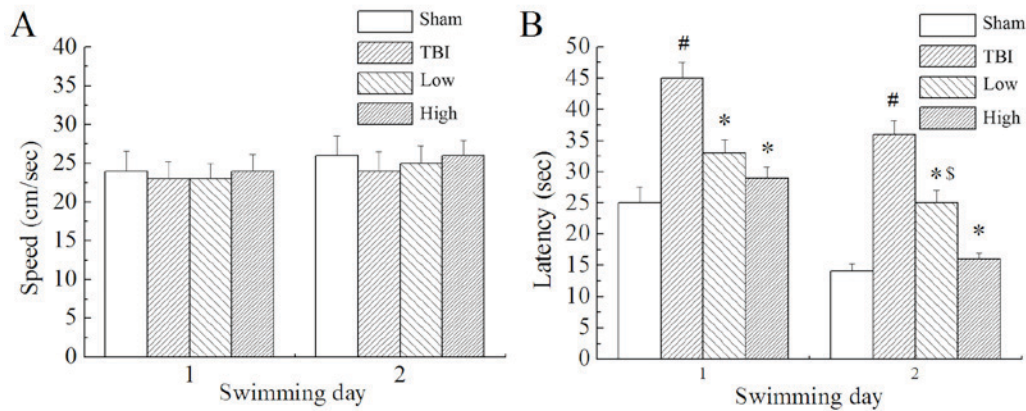 A
Sham
TBI
Low
High
40
35
30
25
20
15
10
5
0
Speed (cm/sec)
1
2
Swimming day
B
Sham
TBI
Low
High
50
45
40
35
30
25
20
15
10
5
0
Latency (sec)
#
*
*
#
* $
*
1
2
Swimming day